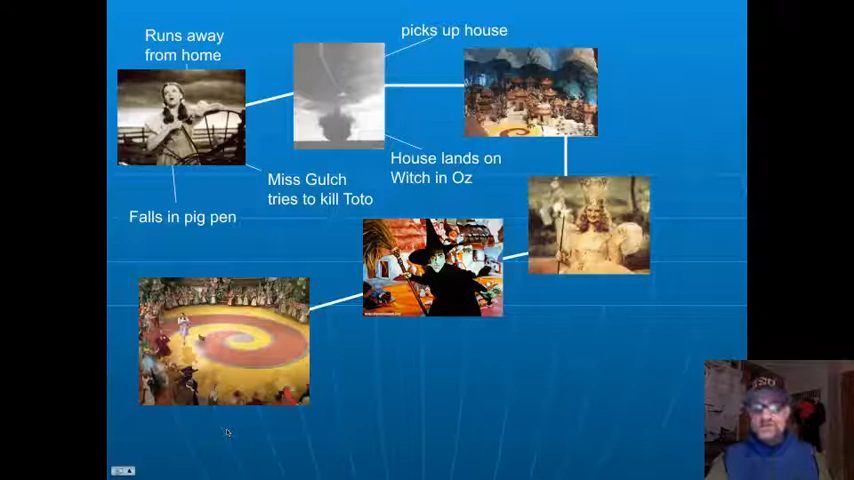 Runs away
from home
picks up house
House lands on
Witch in Oz
Miss Gulch
tries to kill Toto
Falls in pig pen